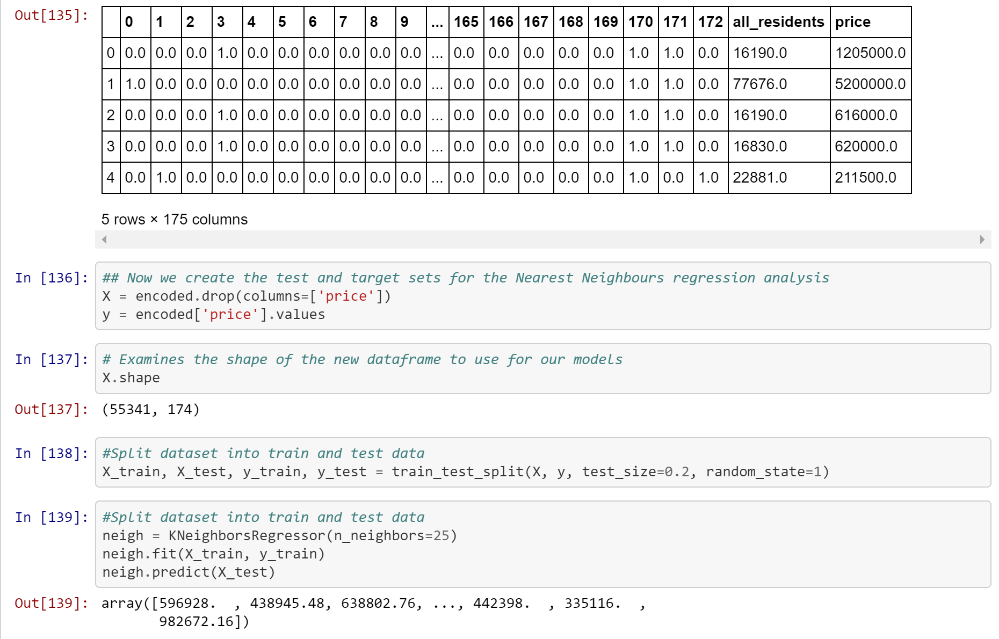 Out[135]:
0 1 2 3 4 5 6 7 8 9 ... 165 166 167 168 169 170 171 172 all_residents price
0 0.0 0.0 0.0 1.0 0.0 0.0 0.0 0.0 0.0 0.0 ... 0.0 0.0 0.0 0.0 0.0 1.0 1.0 0.0 16190.0 1205000.0
1 1.0 0.0 0.0 0.0 0.0 0.0 0.0 0.0 0.0 0.0 ... 0.0 0.0 0.0 0.0 0.0 1.0 1.0 0.0 77676.0 5200000.0
2 0.0 0.0 0.0 1.0 0.0 0.0 0.0 0.0 0.0 0.0 ... 0.0 0.0 0.0 0.0 0.0 1.0 1.0 0.0 16190.0 616000.0
3 0.0 0.0 0.0 1.0 0.0 0.0 0.0 0.0 0.0 0.0 ... 0.0 0.0 0.0 0.0 0.0 1.0 1.0 0.0 16830.0 620000.0
4 0.0 1.0 0.0 0.0 0.0 0.0 0.0 0.0 0.0 0.0 ... 0.0 0.0 0.0 0.0 0.0 1.0 0.0 1.0 22881.0 211500.0
5 rows × 175 columns
In [136]: ## Now we create the test and target sets for the Nearest Neighbours regression analysis
X = encoded.drop(columns=['price'])
y = encoded['price'].values
In [137]: # Examines the shape of the new dataframe to use for our models
X.shape
Out[137]: (55341, 174)
In [138]: #Split dataset into train and test data
X_train, X_test, y_train, y_test = train_test_split(X, y, test_size=0.2, random_state=1)
In [139]: #Split dataset into train and test data
neigh = KNeighborsRegressor(n_neighbors=25)
neigh.fit(X_train, y_train)
neigh.predict(X_test)
Out[139]: array([596928.  , 438945.48, 638802.76, ..., 442398.  , 335116.  ,
982672.16])